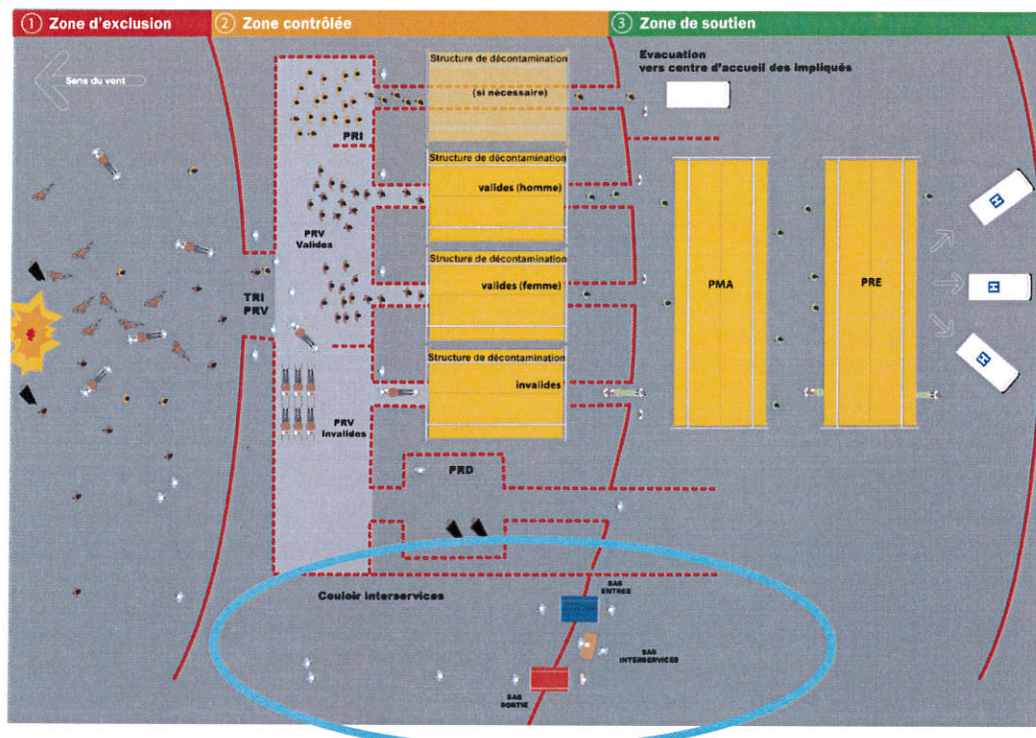 1 Zone d'exclusion
2 Zone contrôlée
3 Zone de soutien
Sens du vent
Structure de décontamination
(si nécessaire)
PRI
Evacuation
vers centre d'accueil des impliqués
Structure de décontamination
valides (homme)
PRV
Valides
Structure de décontamination
valides (femme)
TRI
PRV
PMA
PRE
H
H
H
Structure de décontamination
invalides
PRV
Invalides
PRD
Couloir interservices
SAS
ENTREE
SAS
INTERSERVICES
SAS
SORTIE